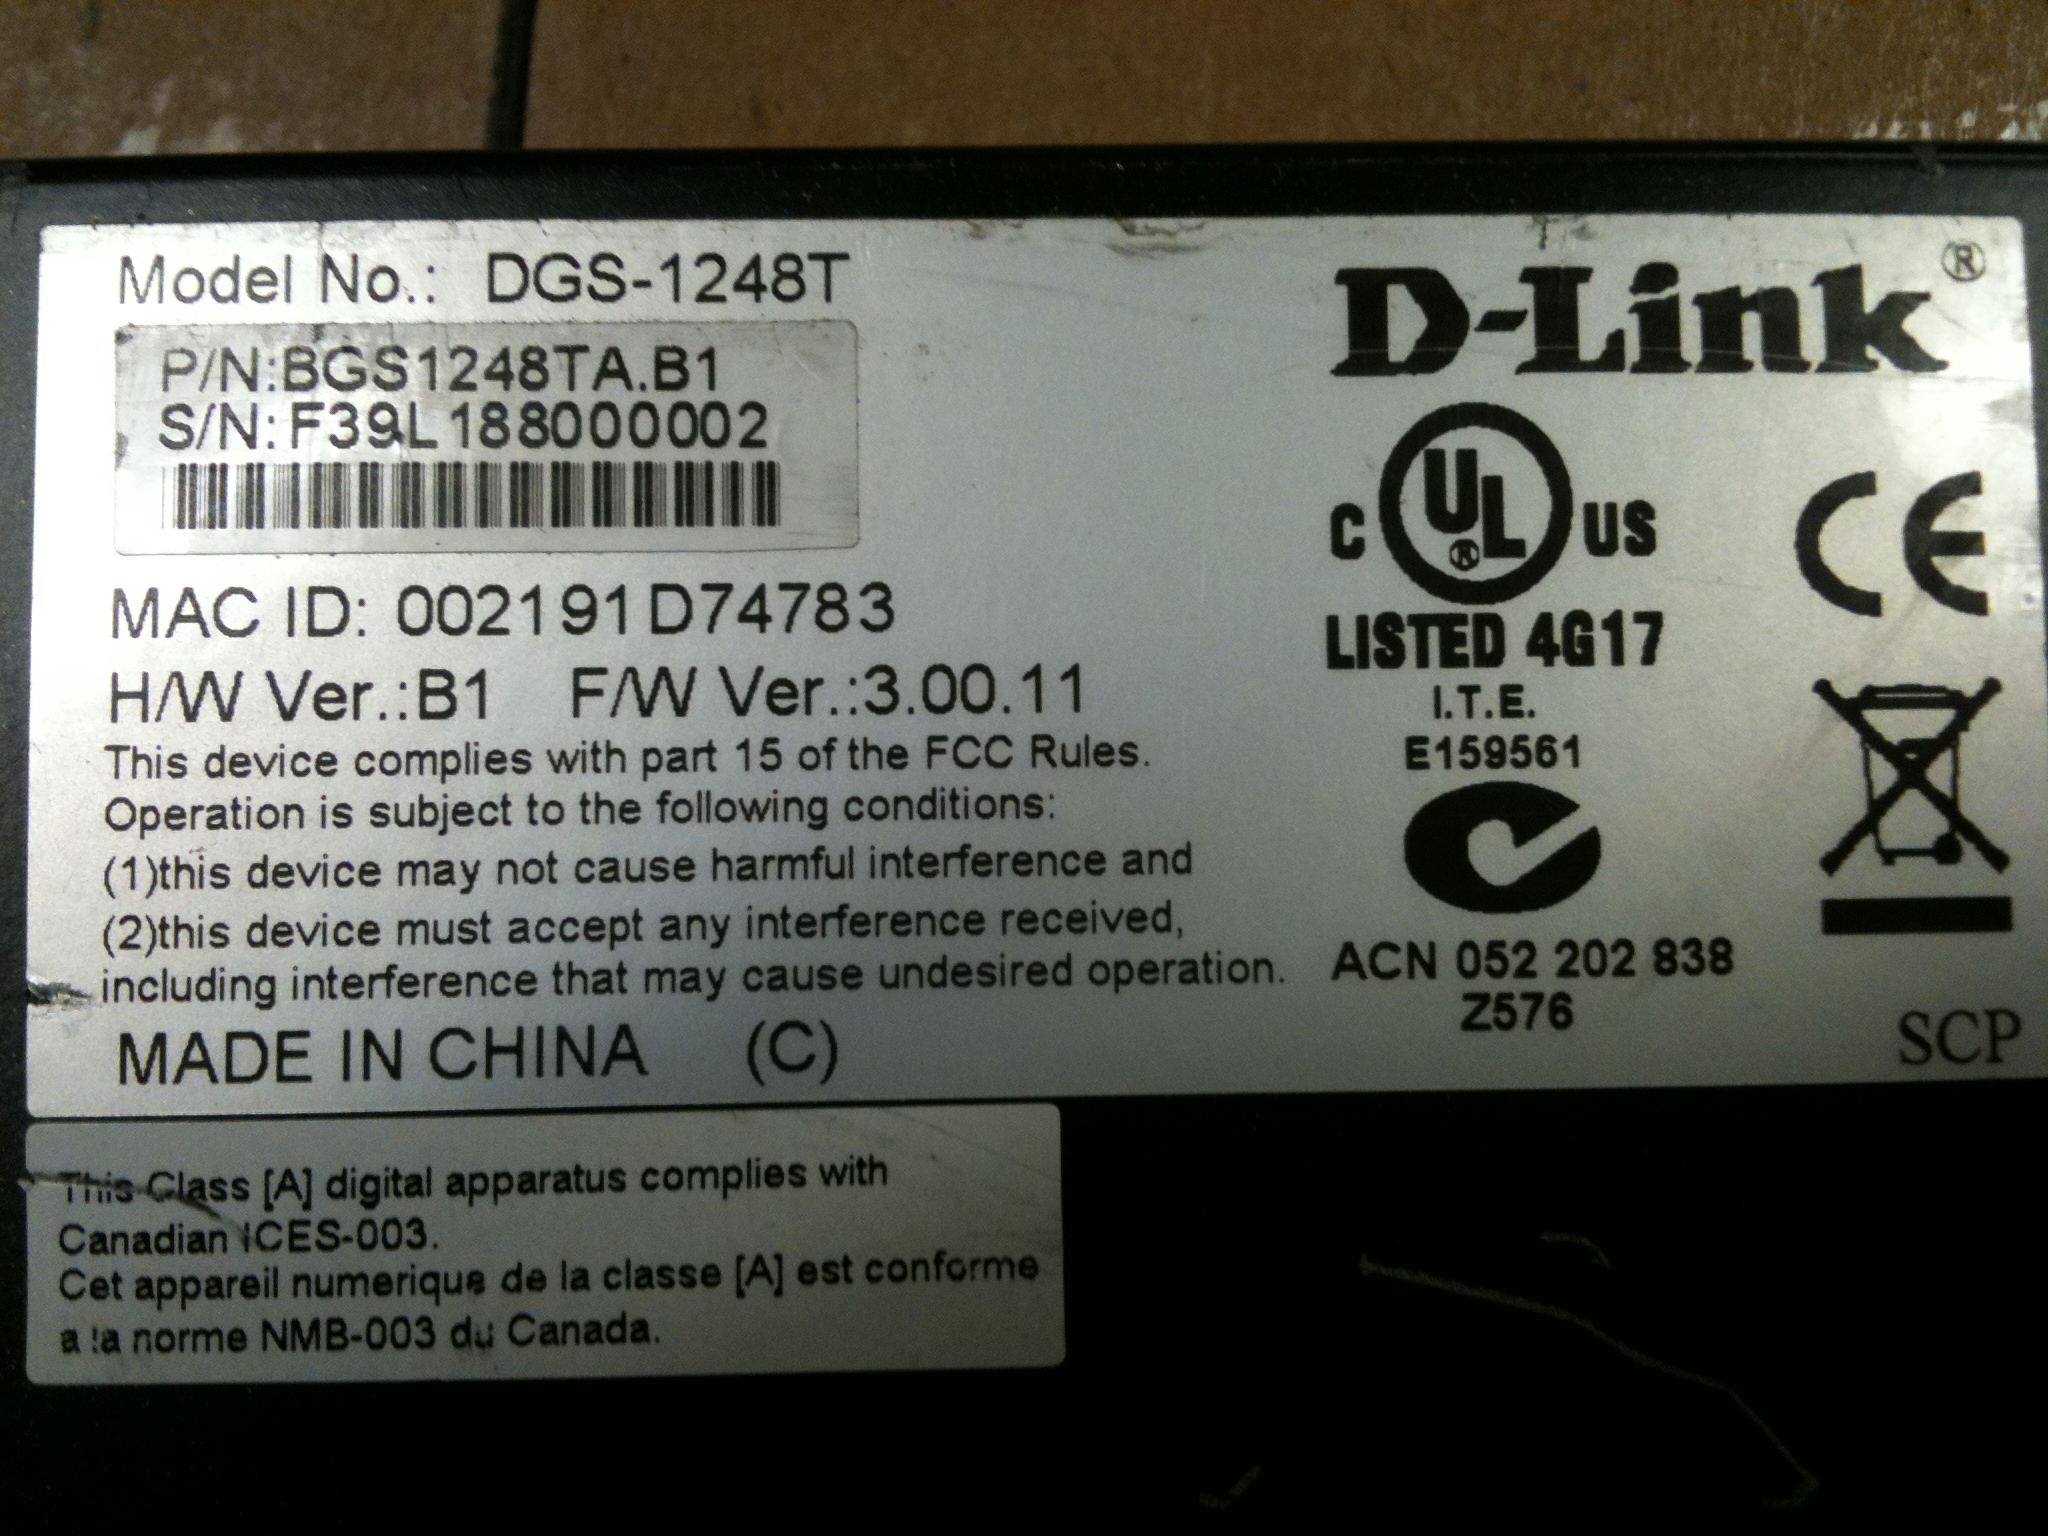 Model No.: DGS-1248T
P/N:BGS1248TA.B1
S/N:F39L188000002
MAC ID: 002191D74783
H/W Ver.:B1 F/W Ver.:3.00.11
This device complies with part 15 of the FCC Rules.
Operation is subject to the following conditions:
(1)this device may not cause harmful interference and
(2)this device must accept any interference received,
including interference that may cause undesired operation.
MADE IN CHINA (C)
D-Link®
C UL® US
LISTED 4G17
I.T.E.
E159561
ACN 052 202 838
Z576
CE
SCP
This Class [A] digital apparatus complies with
Canadian ICES-003.
Cet appareil numerique de la classe [A] est conforme
a la norme NMB-003 du Canada.